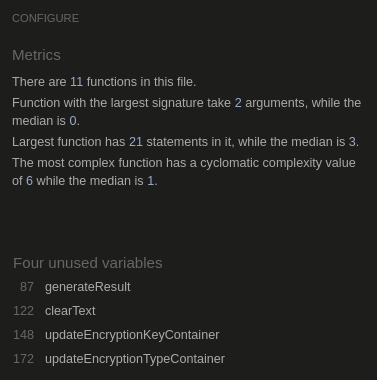 CONFIGURE
Metrics
There are 11 functions in this file.
Function with the largest signature take 2 arguments, while the
median is 0.
Largest function has 21 statements in it, while the median is 3.
The most complex function has a cyclomatic complexity value
of 6 while the median is 1.
Four unused variables
87 generateResult
122 clearText
148 updateEncryptionKeyContainer
172 updateEncryptionTypeContainer